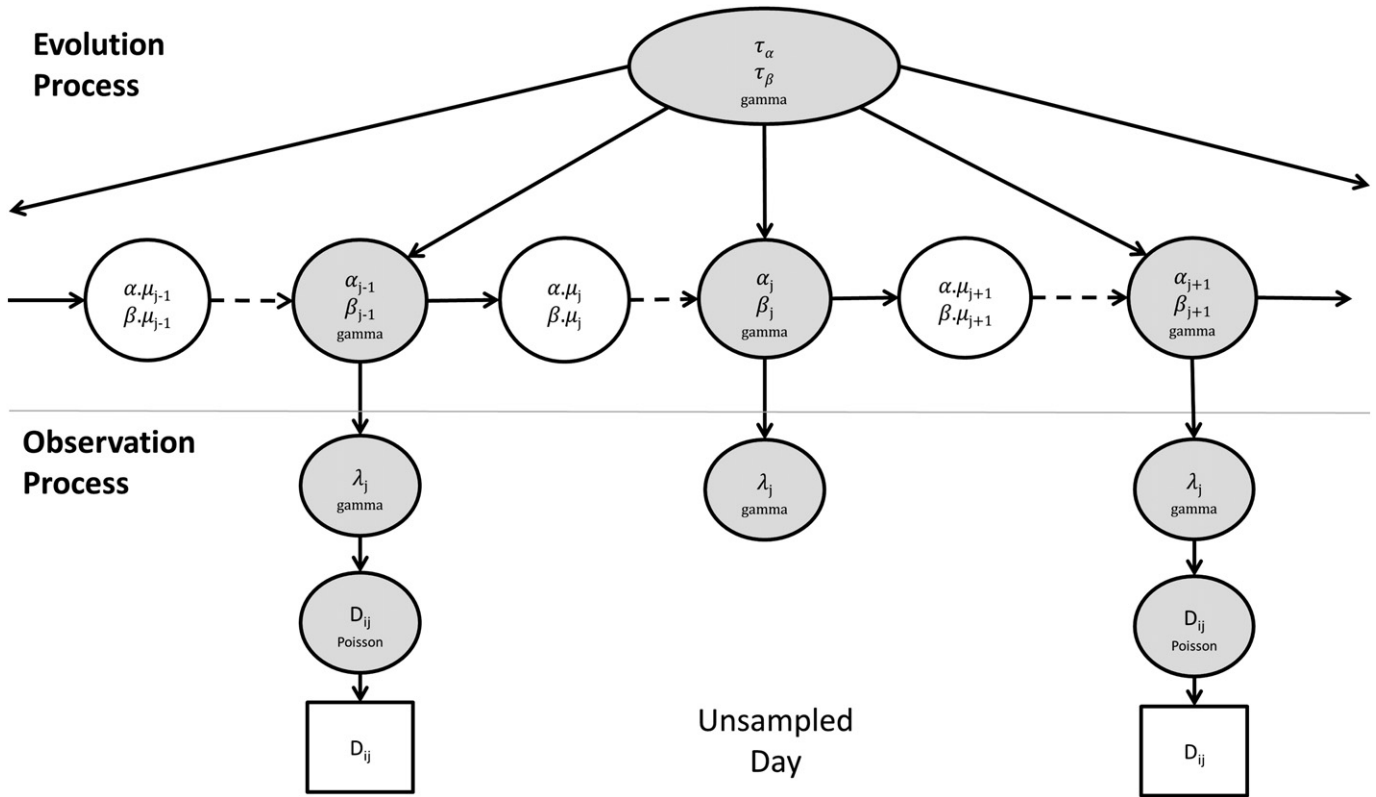 Evolution
Process
τα
τβ
gamma
α.μj-1
β.μj-1
αj-1
βj-1
gamma
α.μj
β.μj
αj
βj
gamma
α.μj+1
β.μj+1
αj+1
βj+1
gamma
Observation
Process
λj
gamma
λj
gamma
λj
gamma
Dij
Poisson
Dij
Poisson
Dij
Unsampled
Day
Dij